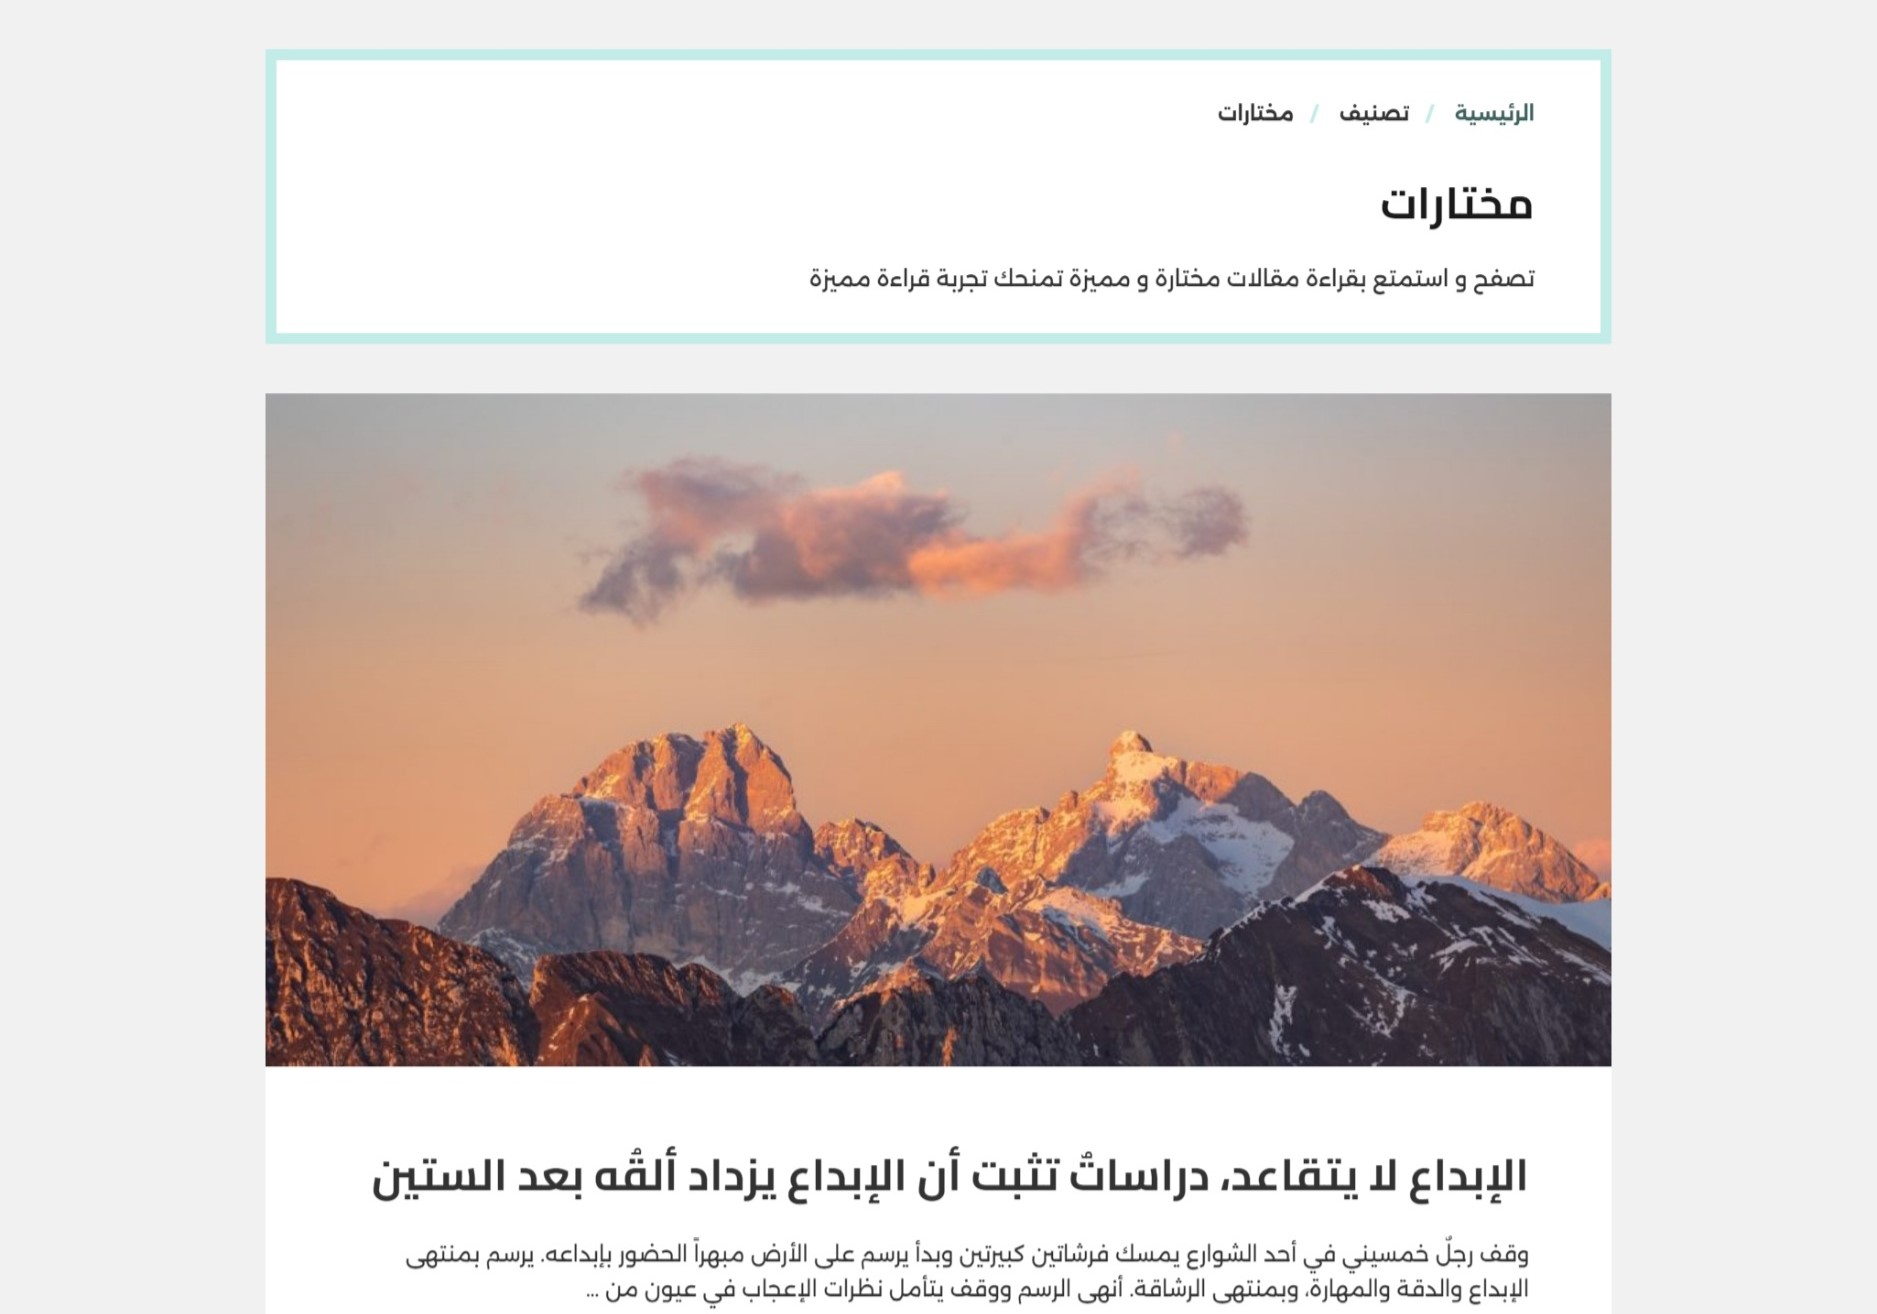 الرئيسية / تصنيف / مختارات
مختارات
تصفح و استمتع بقراءة مقالات مختارة و مميزة تمنحك تجربة قراءة مميزة
الإبداع لا يتقاعد، دراساتٌ تثبت أن الإبداع يزداد ألقُه بعد الستين
وقف رجلٌ خمسيني في أحد الشوارع يمسك فرشاتين كبيرتين وبدأ يرسم على الأرض مبهراً الحضور بإبداعه. يرسم بمنتهى
الإبداع والدقة والمهارة، وبمنتهى الرشاقة. أنهى الرسم ووقف يتأمل نظرات الإعجاب في عيون من ...